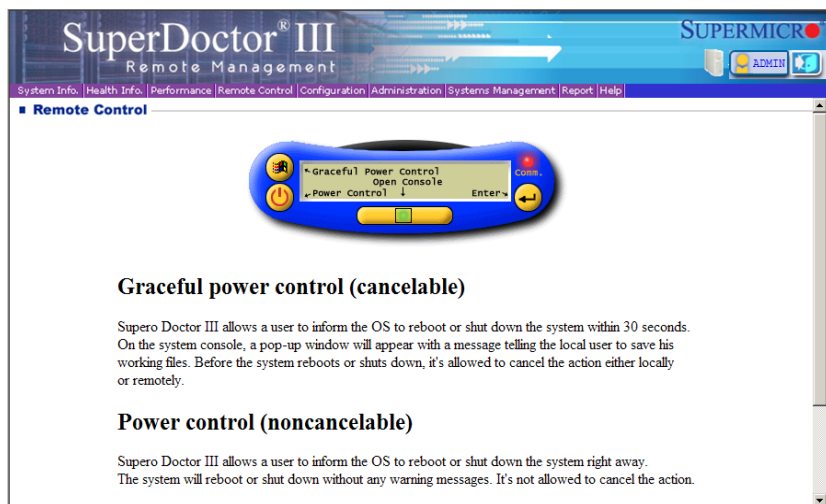 SuperDoctor® III
SUPERMICRO®
Remote Management
ADMIN
System Info. Health Info. Performance Remote Control Configuration Administration Systems Management Report Help
Remote Control
Graceful Power Control
Open Console
Power Control Enter
Comm.
Graceful power control (cancelable)
Supero Doctor III allows a user to inform the OS to reboot or shut down the system within 30 seconds.
On the system console, a pop-up window will appear with a message telling the local user to save his
working files. Before the system reboots or shuts down, it's allowed to cancel the action either locally
or remotely.
Power control (noncancelable)
Supero Doctor III allows a user to inform the OS to reboot or shut down the system right away.
The system will reboot or shut down without any warning messages. It's not allowed to cancel the action.